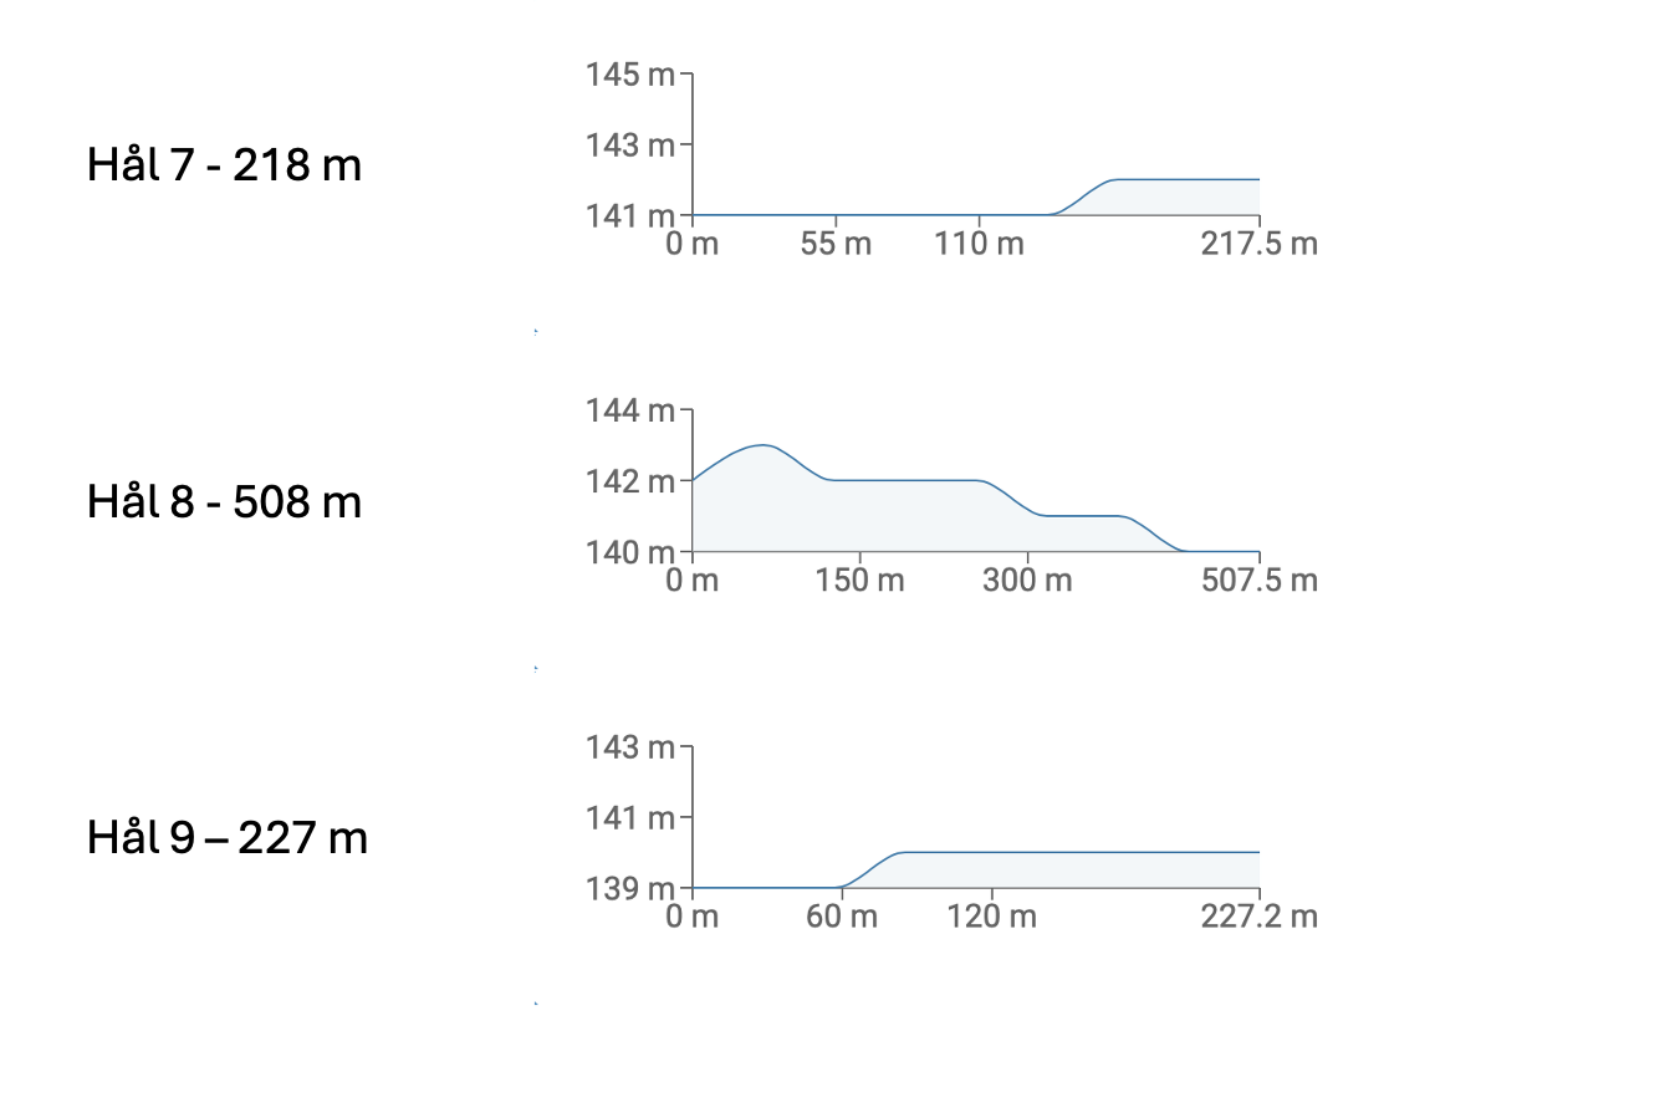 145 m
143 m
Hål 7 - 218 m
141 m
0 m 55 m 110 m 217.5 m
144 m
142 m
Hål 8 - 508 m
140 m
0 m 150 m 300 m 507.5 m
143 m
141 m
Hål 9 – 227 m
139 m
0 m 60 m 120 m 227.2 m